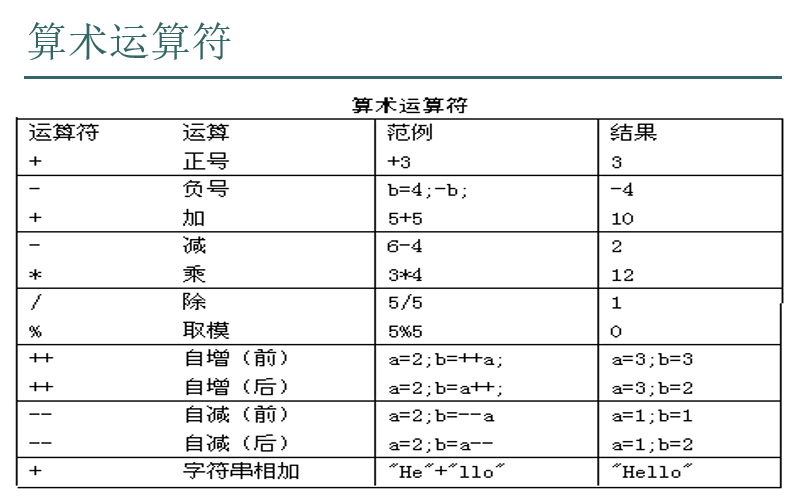 算术运算符
算术运算符
运算符 运算 范例 结果
+ 正号 +3 3
- 负号 b=4;-b; -4
+ 加 5+5 10
- 减 6-4 2
* 乘 3*4 12
/ 除 5/5 1
% 取模 5%5 0
++ 自增（前） a=2;b=++a; a=3;b=3
++ 自增（后） a=2;b=a++; a=3;b=2
-- 自减（前） a=2;b=--a a=1;b=1
-- 自减（后） a=2;b=a-- a=1;b=2
+ 字符串相加 "He"+"llo" "Hello"